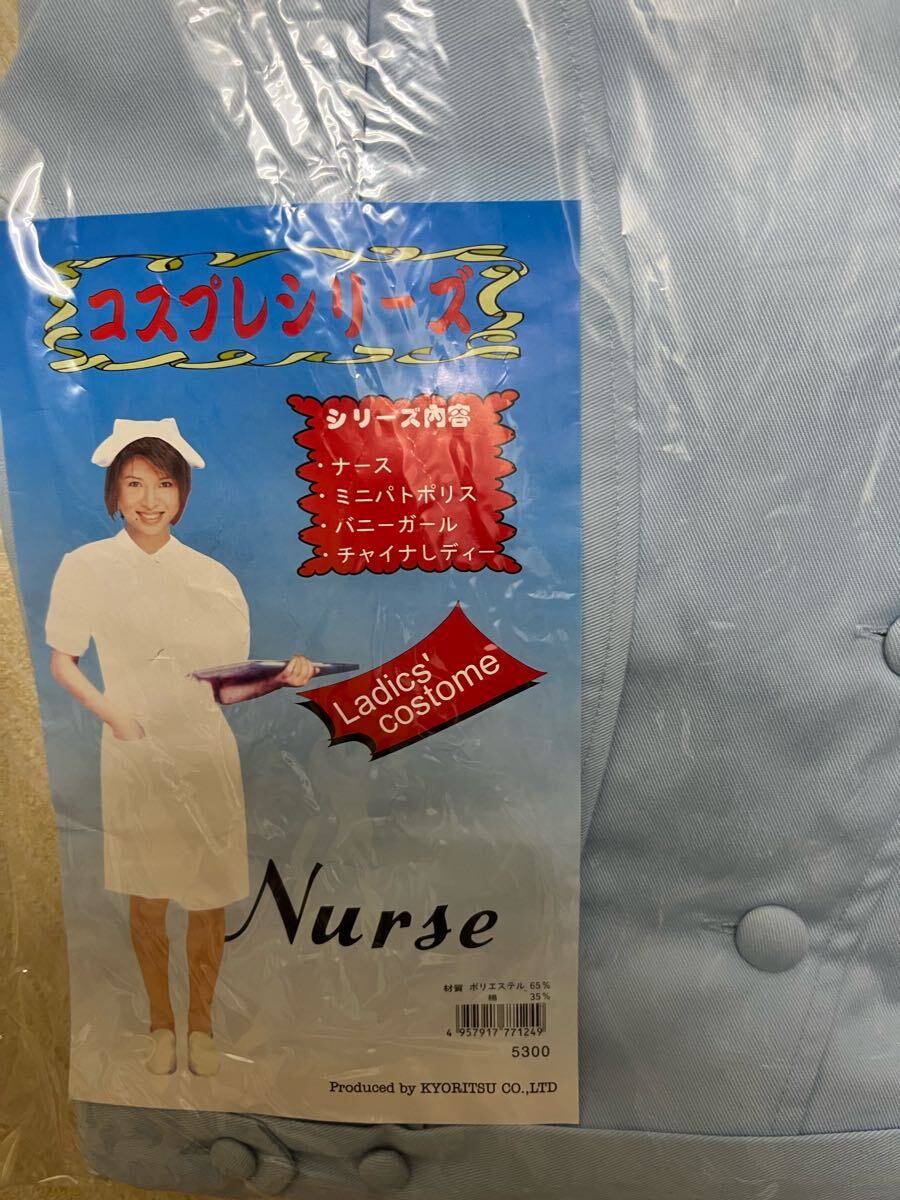 コスプレシリーズ
シリーズ内容
・ナース
・ミニパトポリス
・バニーガール
・チャイナしディー
Ladics'
costome
Nurse
材質 ポリエステル 65%
綿 35%
4 957917 771249
5300
Produced by KYORITSU CO.,LTD